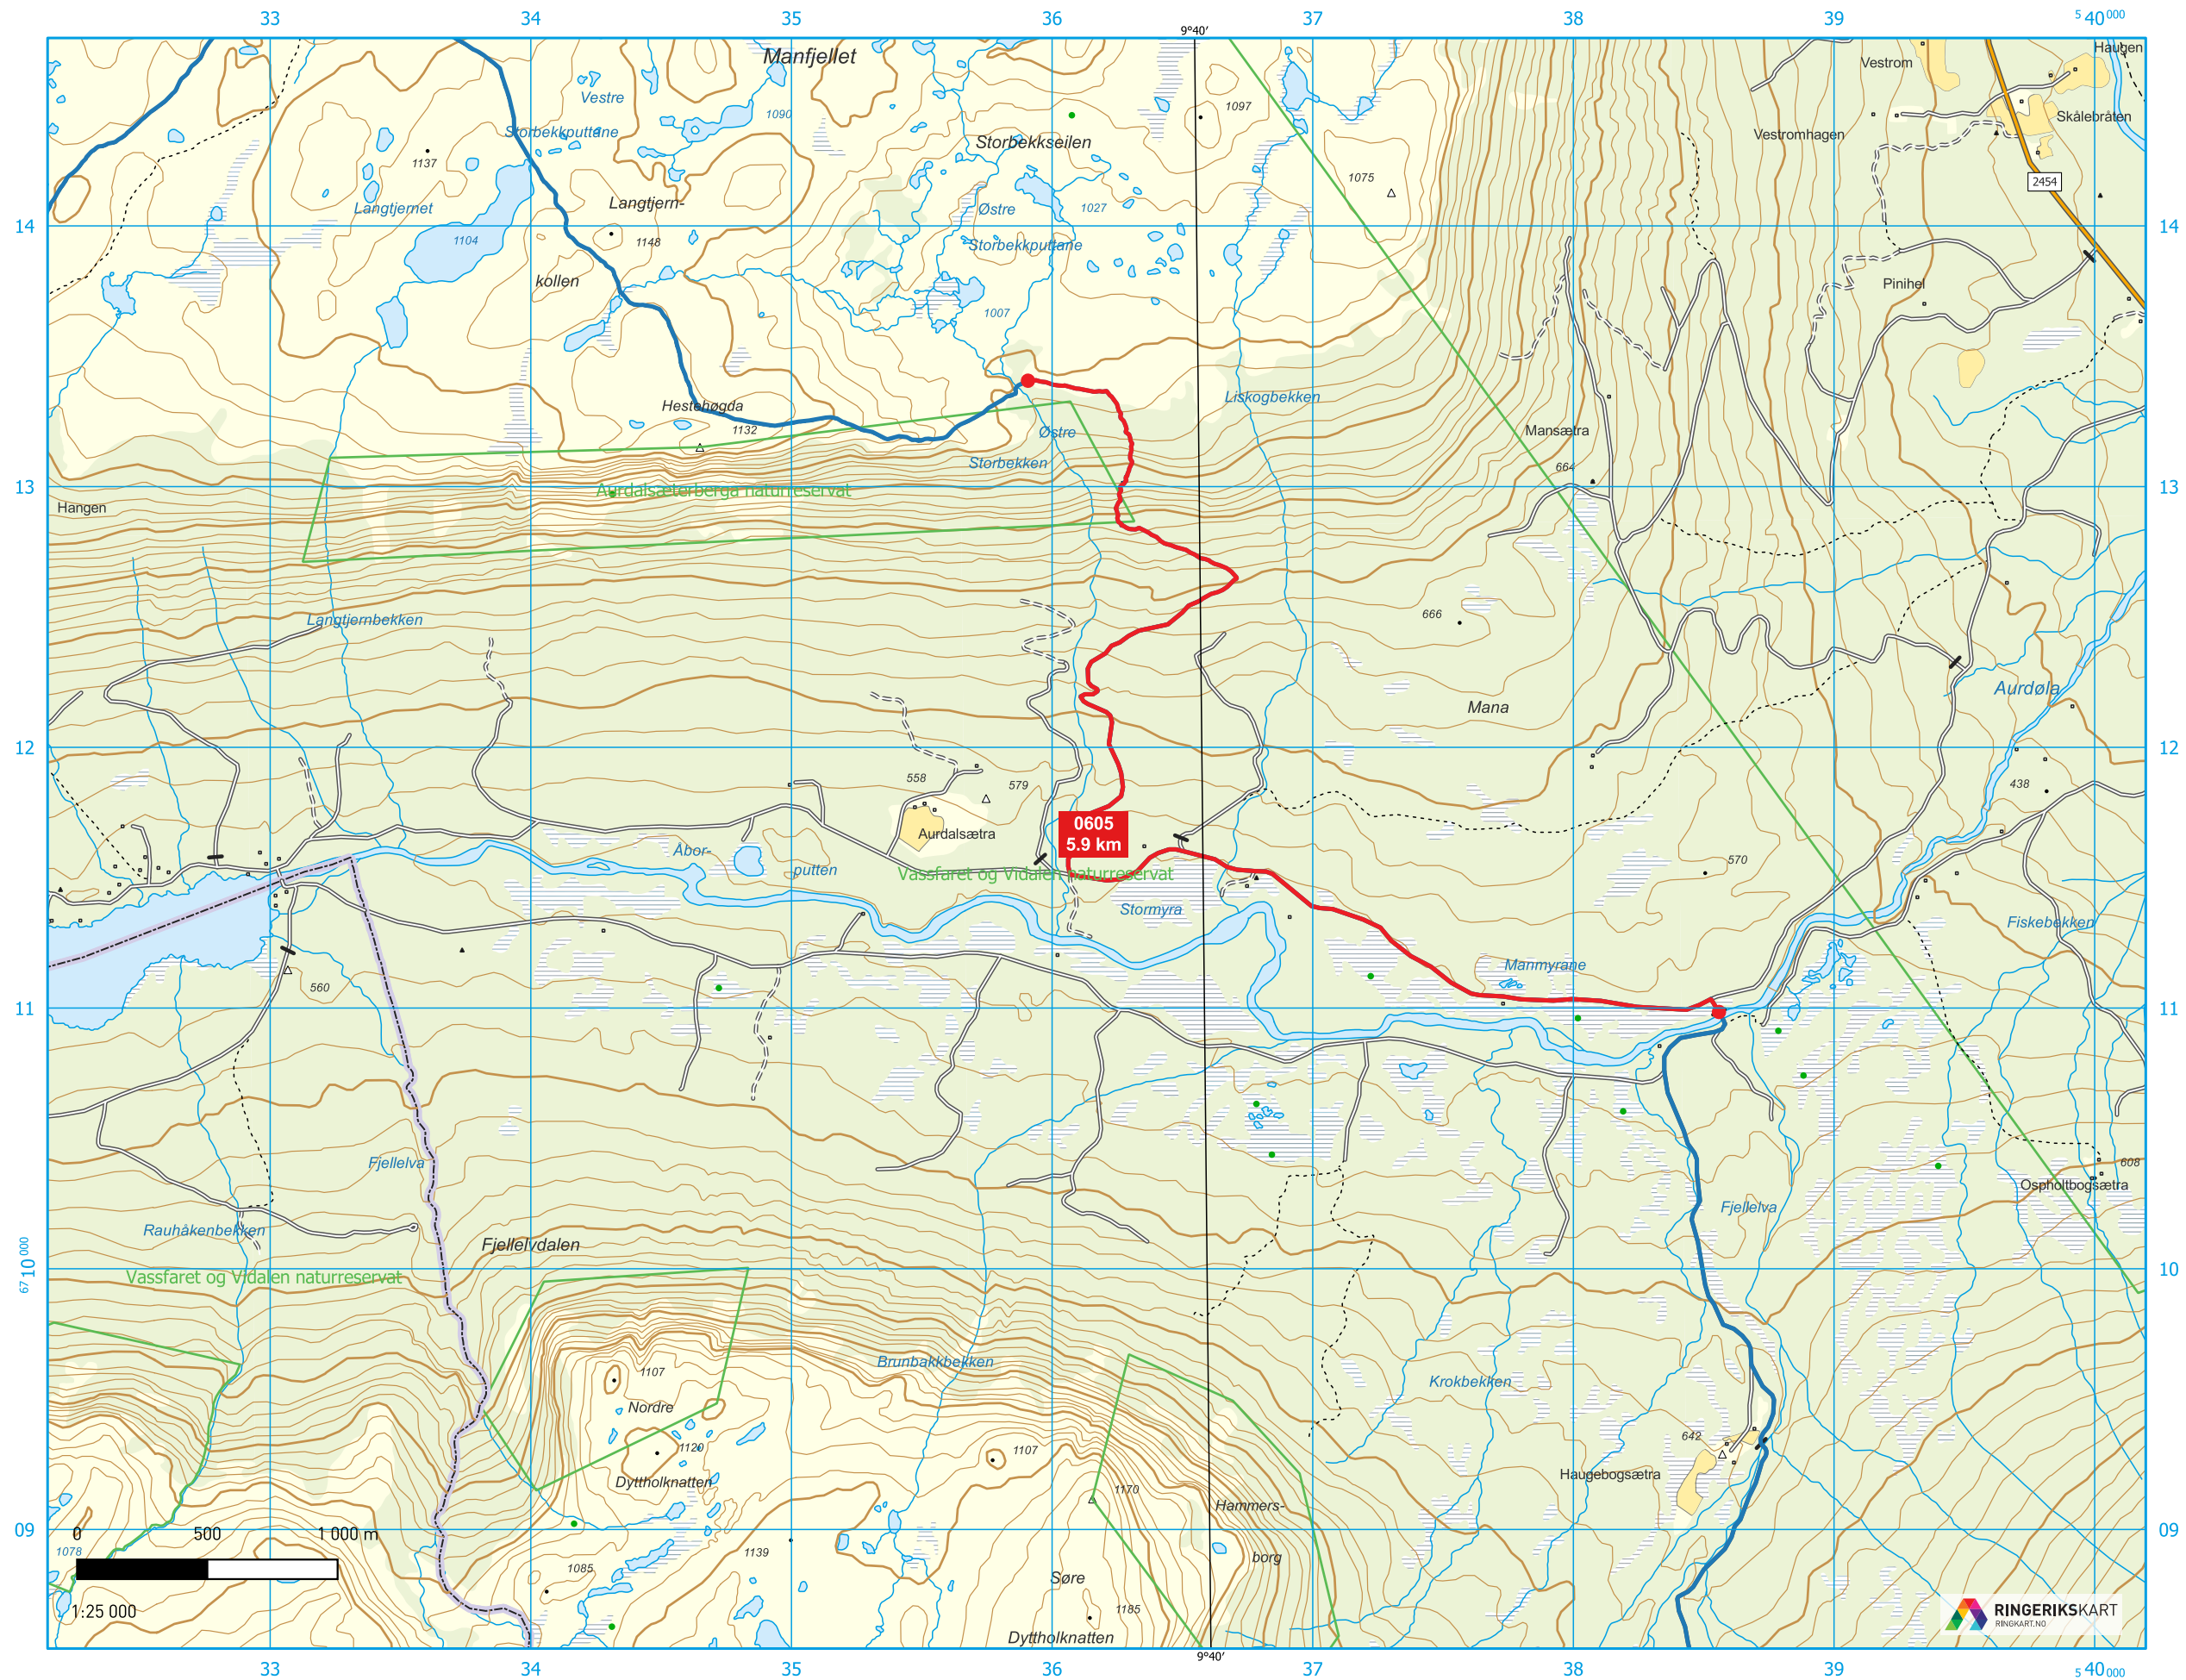 33 34 35 36 37 38 39 5 40 000
9°40'
Manfjellet
Haugen
Vestrom
Vestre
Storbekkputtane
1090
1097
Storbekkseilen
Skålebråten
Vestromhagen
1137
1075
2454
Langtjernet
Langtjern-
Østre
1027
14 14
1104
1148
Storbekkputtane
kollen
Pinihel
1007
Liskogbekken
Hestehøgda
1132
Østre
Mansætra
Storbekken
664
13 13
Aurdalsæterberga naturreservat
Hangen
Langtjernbekken
666
Mana
Aurdøla
12 12
558
579
438
0605
5.9 km
Aurdalsætra
Åbor-
putten
570
Vassfaret og Vidalen naturreservat
Stormyra
Fiskebekken
Manmyrane
560
11 11
Fjellelva
608
Ospholtbogsætra
Fjellelva
Rauhåkenbekken
Fjellelvdalen
67 10 000
10
Vassfaret og Vidalen naturreservat
Brunbakkbekken
1107
Krokbekken
Nordre
1120
1107
642
Dyttholknatten
Haugebogsætra
1170
Hammers-
09 09
0 500 1 000 m
1078
1139
borg
1085
Søre
1:25 000
1185
Dyttholknatten
RINGERIKSKART
RINGKART.NO
9°40'
33 34 35 36 37 38 39 5 40 000